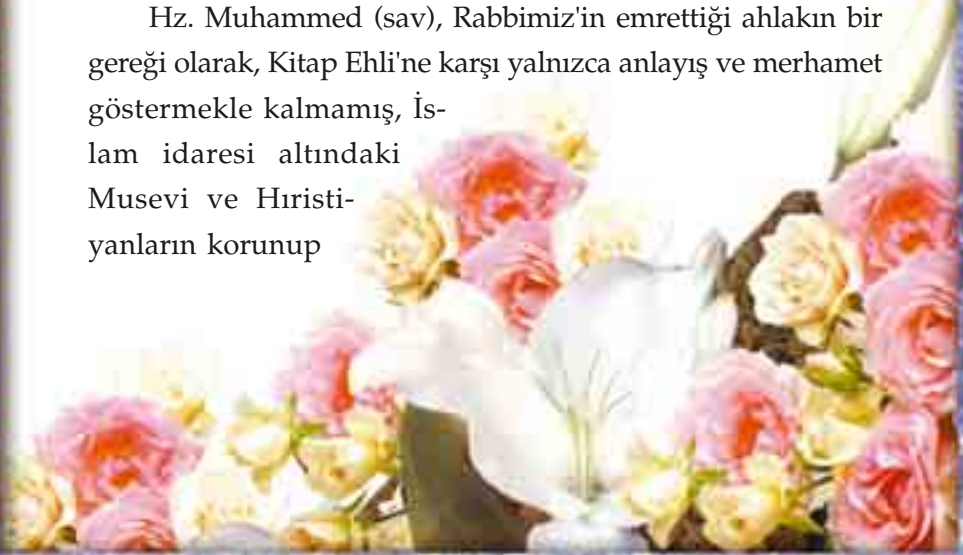 Hz. Muhammed (sav), Rabbimiz'in emrettiği ahlakın bir
gereği olarak, Kitap Ehli'ne karşı yalnızca anlayış ve merhamet
göstermekle kalmamış, İs-
lam idaresi altındaki
Musevi ve Hıristi-
yanların korunup